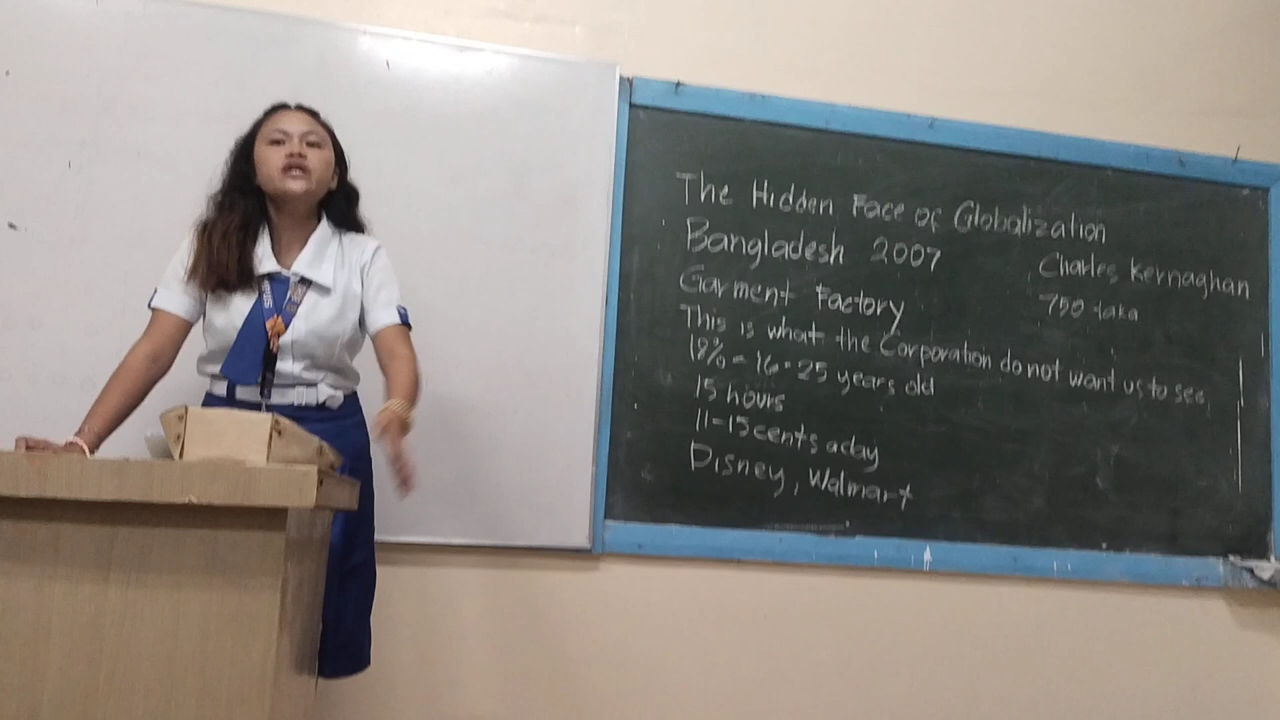 The Hidden Face of Globalization
Bangladesh 2007
Charles Kernaghan
Garment Factory
750 taka
This is what the Corporation do not want us to see,
18% = 16-25 years old
15 hours
11-15 cents a day
Disney, Walmart